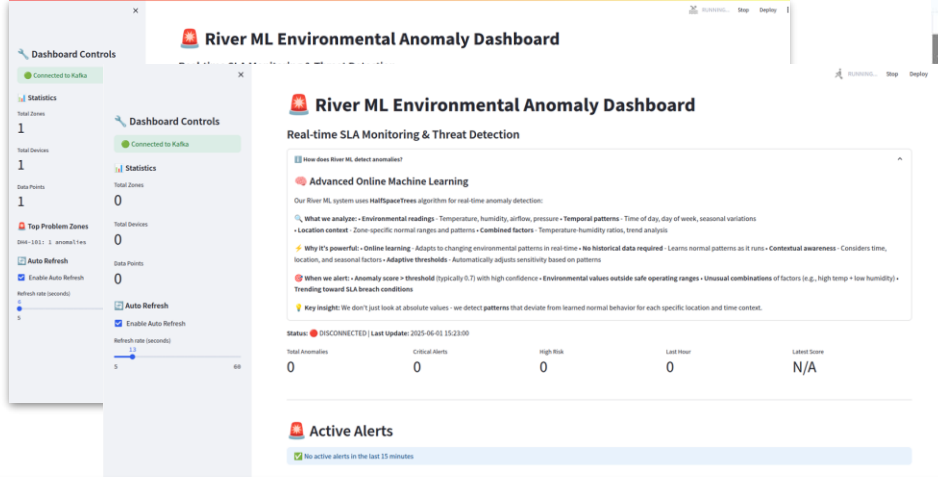 RUNNING... Stop Deploy
River ML Environmental Anomaly Dashboard
Dashboard Controls
Connected to Kafka
Statistics
Total Zones
1
Total Devices
1
Data Points
1
Top Problem Zones
DH4-101: 1 anomalies
Auto Refresh
Enable Auto Refresh
Refresh rate (seconds)
5
RUNNING... Stop Deploy
Dashboard Controls
Connected to Kafka
Statistics
Total Zones
0
Total Devices
0
Data Points
0
Auto Refresh
Enable Auto Refresh
Refresh rate (seconds)
13
5 60
River ML Environmental Anomaly Dashboard
Real-time SLA Monitoring & Threat Detection
How does River ML detect anomalies?
Advanced Online Machine Learning
Our River ML system uses HalfSpaceTrees algorithm for real-time anomaly detection:
What we analyze: • Environmental readings - Temperature, humidity, airflow, pressure • Temporal patterns - Time of day, day of week, seasonal variations
• Location context - Zone-specific normal ranges and patterns • Combined factors - Temperature-humidity ratios, trend analysis
Why it's powerful: • Online learning - Adapts to changing environmental patterns in real-time • No historical data required - Learns normal patterns as it runs • Contextual awareness - Considers time,
location, and seasonal factors • Adaptive thresholds - Automatically adjusts sensitivity based on patterns
When we alert: • Anomaly score > threshold (typically 0.7) with high confidence • Environmental values outside safe operating ranges • Unusual combinations of factors (e.g., high temp + low humidity) •
Trending toward SLA breach conditions
Key insight: We don't just look at absolute values - we detect patterns that deviate from learned normal behavior for each specific location and time context.
Status: DISCONNECTED | Last Update: 2025-06-01 15:23:00
Total Anomalies Critical Alerts High Risk Last Hour Latest Score
0 0 0 0 N/A
Active Alerts
No active alerts in the last 15 minutes